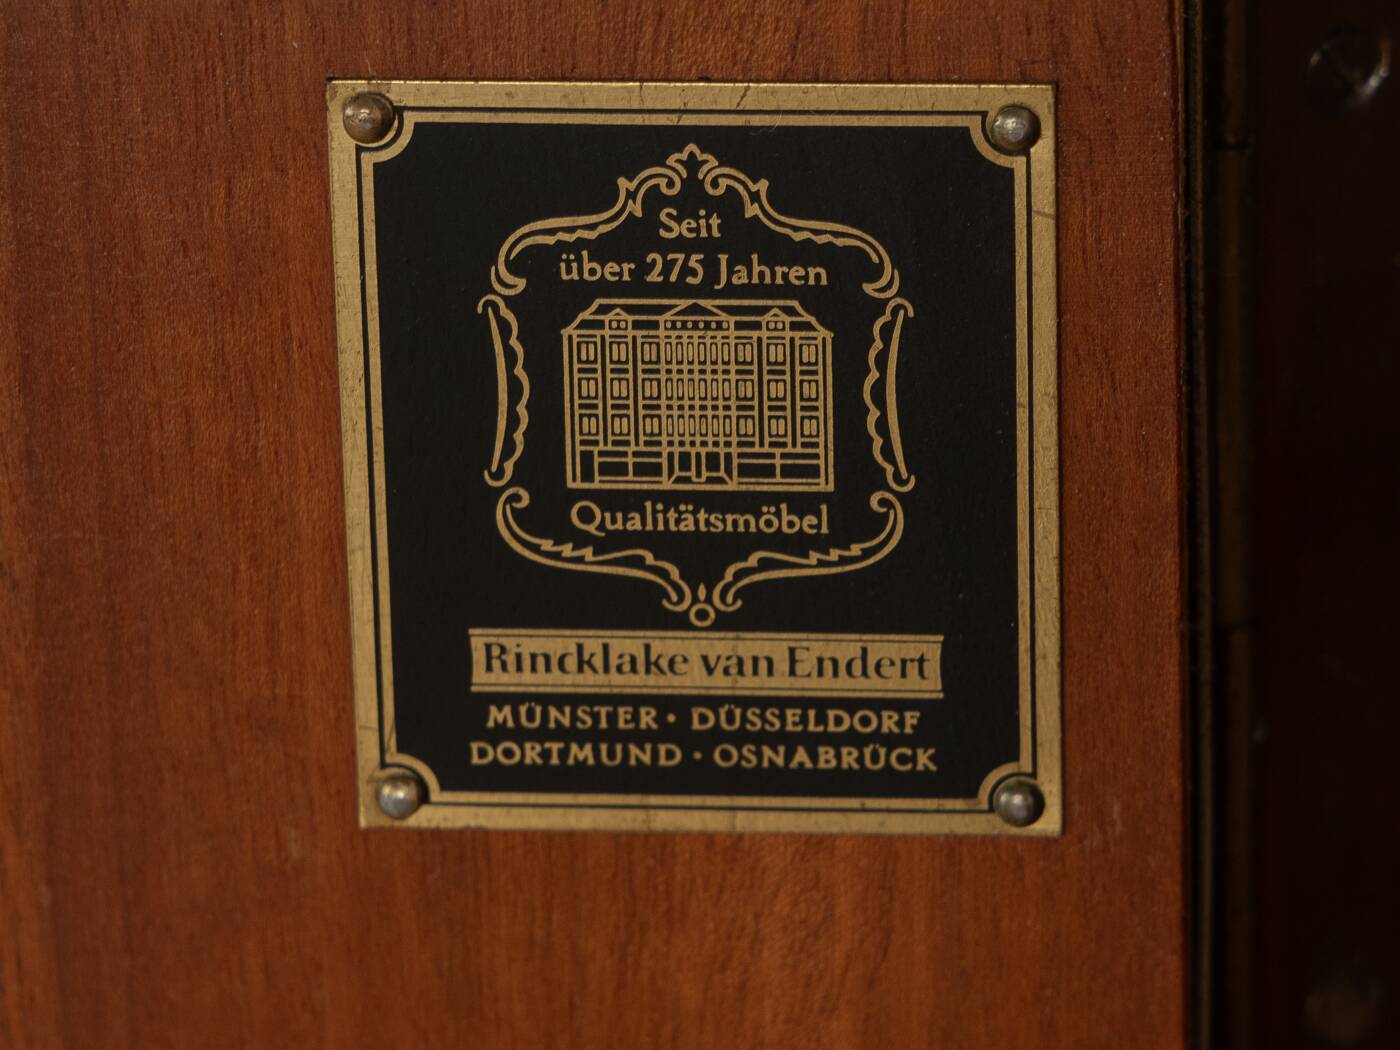 Seit
über 275 Jahren
Qualitätsmöbel
Rincklake van Endert
MÜNSTER · DÜSSELDORF
DORTMUND · OSNABRÜCK